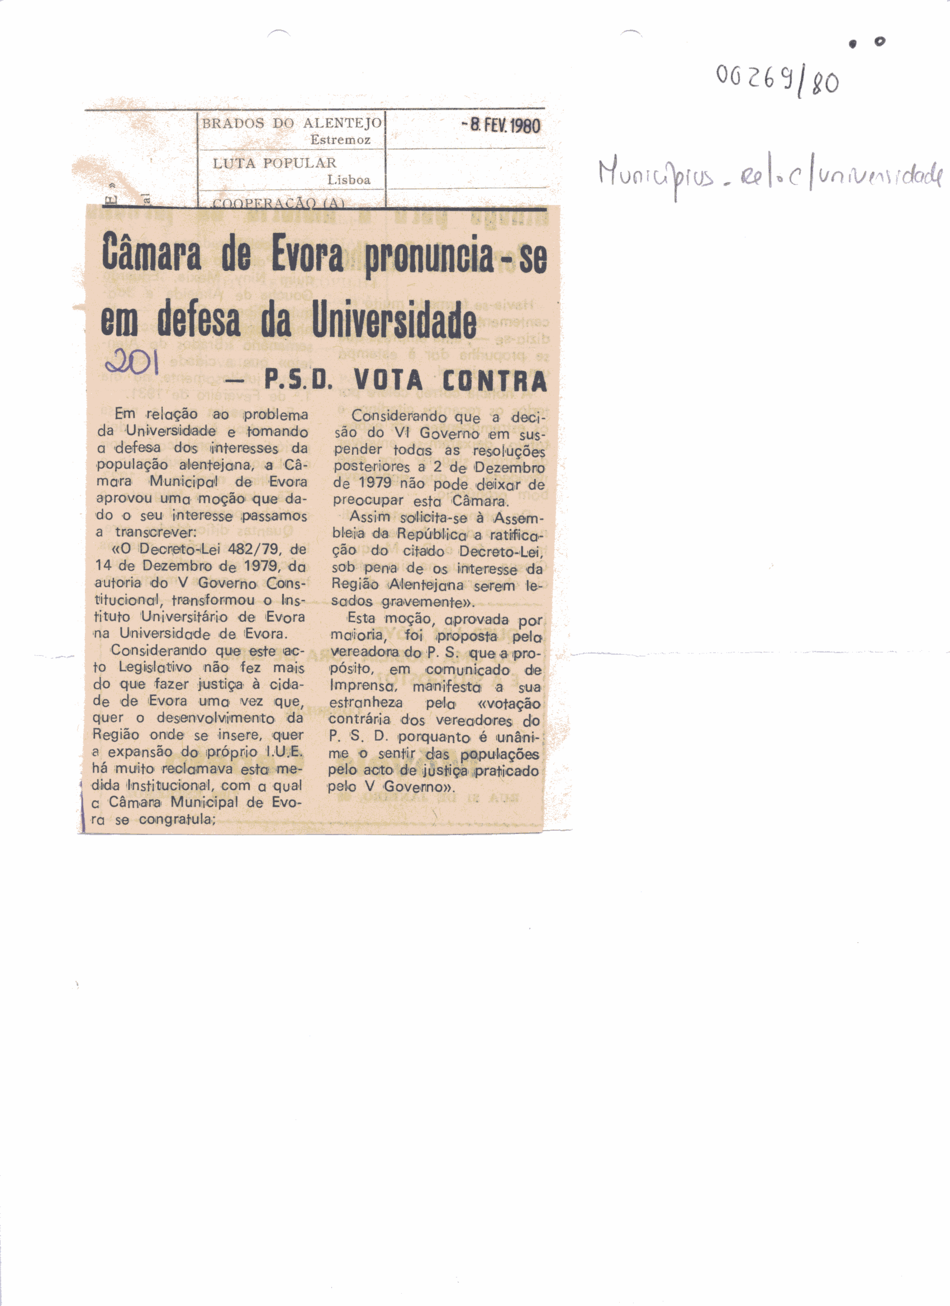 00269/80
BRADOS DO ALENTEJO
Estremoz
-8. FEV. 1980
LUTA POPULAR
Lisboa
COOPERAÇÃO (A)
Municípios - rel. c/universidade
Câmara de Evora pronuncia-se
em defesa da Universidade
201
— P.S.D. VOTA CONTRA
Em relação ao problema
da Universidade e tomando
a defesa dos interesses da
população alentejana, a Câ-
mara Municipal de Evora
aprovou uma moção que da-
do o seu interesse passamos
a transcrever:
«O Decreto-Lei 482/79, de
14 de Dezembro de 1979, da
autoria do V Governo Cons-
titucional, transformou o Ins-
tituto Universitário de Evora
na Universidade de Evora.
Considerando que este ac-
to Legislativo não fez mais
do que fazer justiça à cida-
de de Evora uma vez que,
quer o desenvolvimento da
Região onde se insere, quer
a expansão do próprio I.U.E.
há muito reclamava esta me-
dida Institucional, com a qual
a Câmara Municipal de Evo-
ra se congratula;
Considerando que a deci-
são do VI Governo em sus-
pender todas as resoluções
posteriores a 2 de Dezembro
de 1979 não pode deixar de
preocupar esta Câmara.
Assim solicita-se à Assem-
bleia da República a ratifica-
ção do citado Decreto-Lei,
sob pena de os interesse da
Região Alentejana serem le-
sados gravemente».
Esta moção, aprovada por
maioria, foi proposta pela
vereadora do P. S. que a pro-
pósito, em comunicado de
Imprensa, manifesta a sua
estranheza pela «votação
contrária dos vereadores do
P. S. D. porquanto é unâni-
me o sentir das populações
pelo acto de justiça praticado
pelo V Governo».